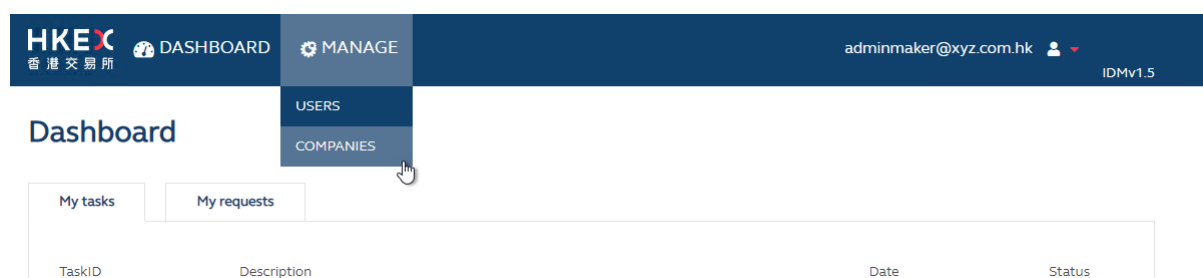 HKEX DASHBOARD MANAGE adminmaker@xyz.com.hk
香港交易所
IDMv1.5
USERS
Dashboard
COMPANIES
My tasks My requests
TaskID Description Date Status